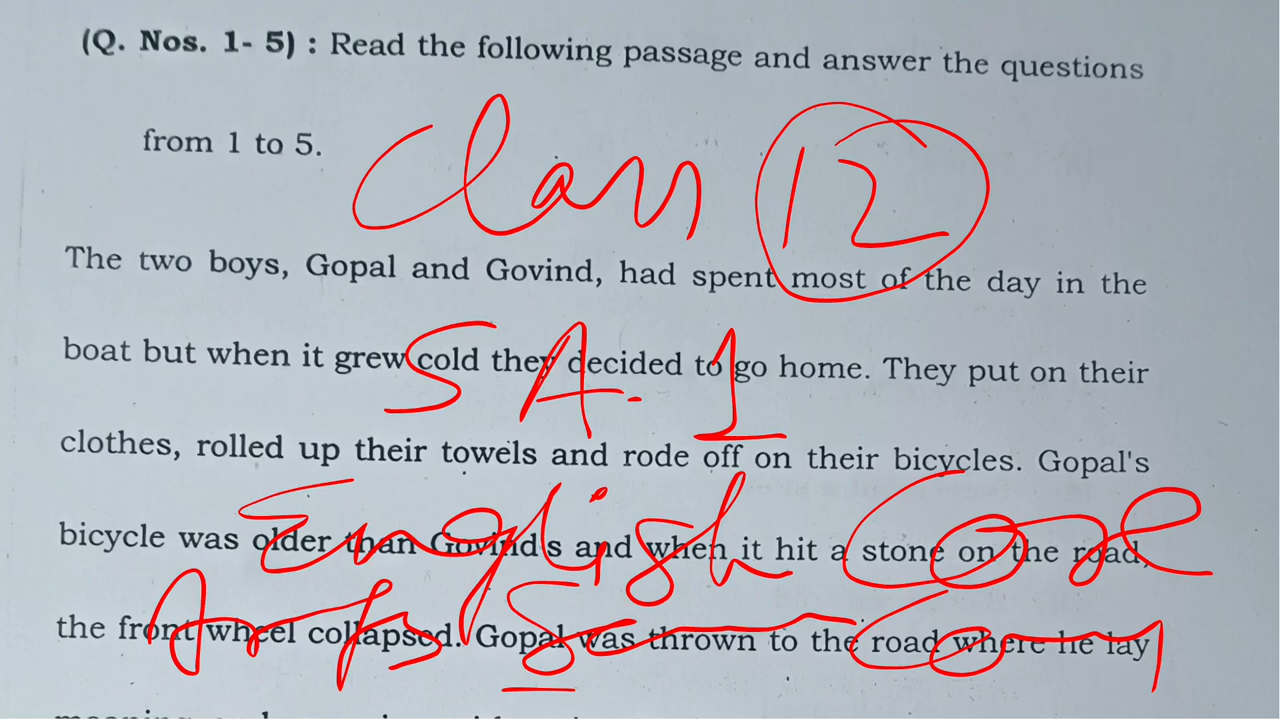 (Q. Nos. 1- 5) : Read the following passage and answer the questions
from 1 to 5.
Class 12
The two boys, Gopal and Govind, had spent most of the day in the
boat but when it grew cold they decided to go home. They put on their
S A. 1
clothes, rolled up their towels and rode off on their bicycles. Gopal's
bicycle was older than Govind's and when it hit a stone on the road,
English Core
the front wheel collapsed. Gopal was thrown to the road where he lay